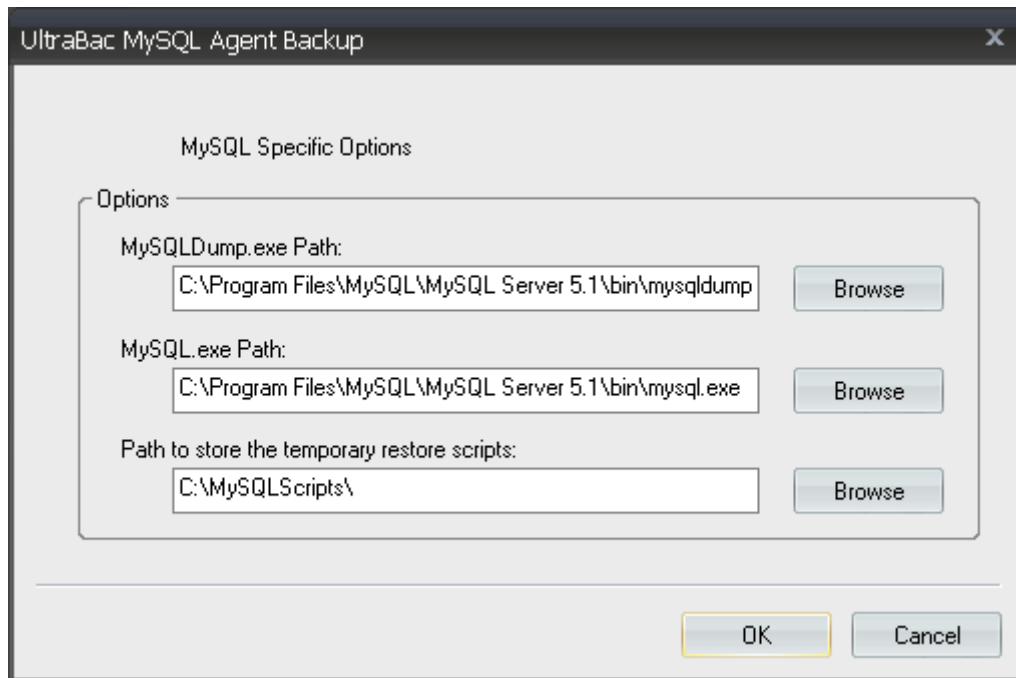 UltraBac MySQL Agent Backup
x
MySQL Specific Options
Options
MySQLDump.exe Path:
C:\Program Files\MySQL\MySQL Server 5.1\bin\mysqldump
Browse
MySQL.exe Path:
C:\Program Files\MySQL\MySQL Server 5.1\bin\mysql.exe
Browse
Path to store the temporary restore scripts:
C:\MySQLScripts\
Browse
OK
Cancel